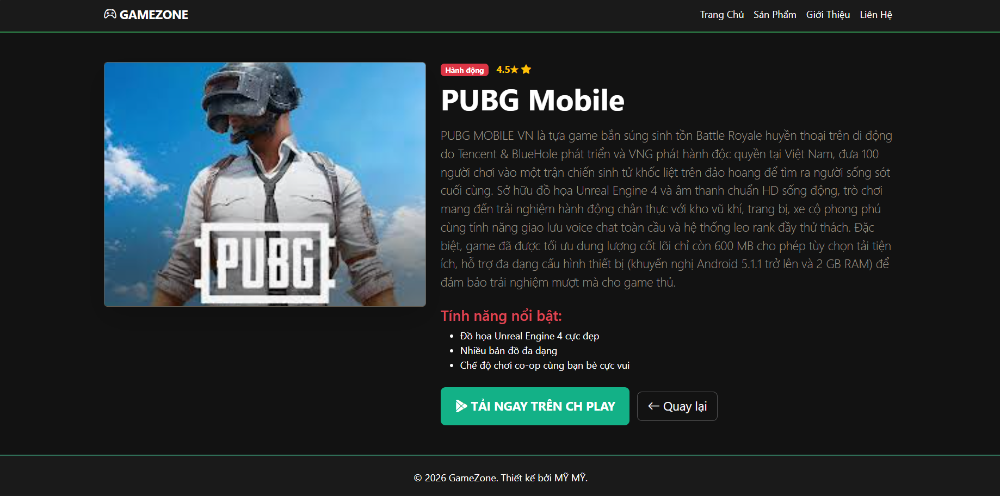 GAMEZONE
Trang Chủ Sản Phẩm Giới Thiệu Liên Hệ
Hành động 4.5★
PUBG Mobile
PUBG MOBILE VN là tựa game bắn súng sinh tồn Battle Royale huyền thoại trên di động
do Tencent & BlueHole phát triển và VNG phát hành độc quyền tại Việt Nam, đưa 100
người chơi vào một trận chiến sinh tử khốc liệt trên đảo hoang để tìm ra người sống sót
cuối cùng. Sở hữu đồ họa Unreal Engine 4 và âm thanh chuẩn HD sống động, trò chơi
mang đến trải nghiệm hành động chân thực với kho vũ khí, trang bị, xe cộ phong phú
cùng tính năng giao lưu voice chat toàn cầu và hệ thống leo rank đầy thử thách. Đặc
biệt, game đã được tối ưu dung lượng cốt lõi chỉ còn 600 MB cho phép tùy chọn tải tiện
ích, hỗ trợ đa dạng cấu hình thiết bị (khuyến nghị Android 5.1.1 trở lên và 2 GB RAM) để
đảm bảo trải nghiệm mượt mà cho game thủ.
PUBG
Tính năng nổi bật:
Đồ họa Unreal Engine 4 cực đẹp
Nhiều bản đồ đa dạng
Chế độ chơi co-op cùng bạn bè cực vui
TẢI NGAY TRÊN CH PLAY
← Quay lại
© 2026 GameZone. Thiết kế bởi MỸ MỸ.